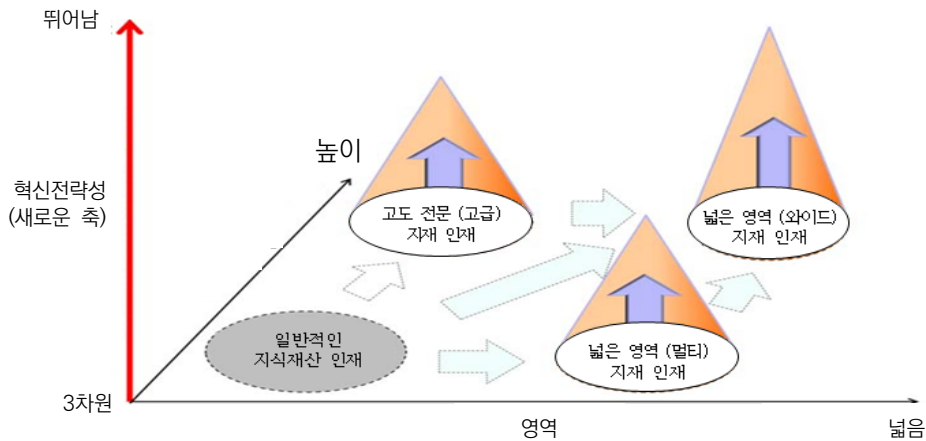 뛰어남
높이
혁신전략성
(새로운 축)
고도 전문 (고급)
지재 인재
넓은 영역 (와이드)
지재 인재
일반적인
지식재산 인재
넓은 영역 (멀티)
지재 인재
3차원
영역
넓음